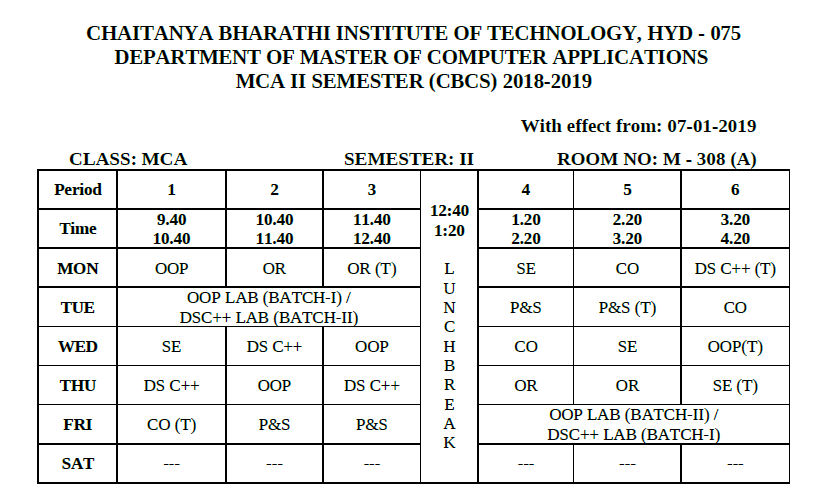 CHAITANYA BHARATHI INSTITUTE OF TECHNOLOGY, HYD - 075
DEPARTMENT OF MASTER OF COMPUTER APPLICATIONS
MCA II SEMESTER (CBCS) 2018-2019
With effect from: 07-01-2019
CLASS: MCA SEMESTER: II ROOM NO: M - 308 (A)
Period 1 2 3 12:40 1:20 4 5 6
Time 9.40 10.40 10.40 11.40 11.40 12.40 1.20 2.20 2.20 3.20 3.20 4.20
MON OOP OR OR (T) SE CO DS C++ (T)
TUE OOP LAB (BATCH-I) / DSC++ LAB (BATCH-II) P&S P&S (T) CO
WED SE DS C++ OOP CO SE OOP(T)
THU DS C++ OOP DS C++ OR OR SE (T)
FRI CO (T) P&S P&S OOP LAB (BATCH-II) / DSC++ LAB (BATCH-I)
SAT --- --- --- --- --- ---
L
U
N
C
H
B
R
E
A
K